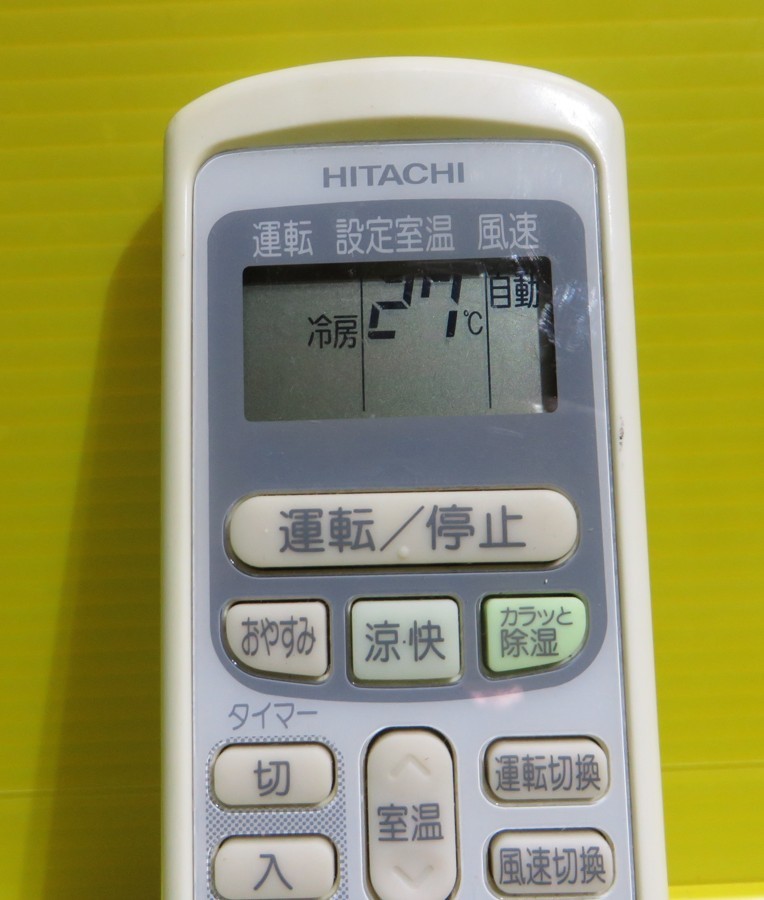 HITACHI
運転 設定室温 風速
冷房 27℃ 自動
運転／停止
おやすみ 涼・快 カラッと
除湿
タイマー
切 室温 運転切換
入 風速切換